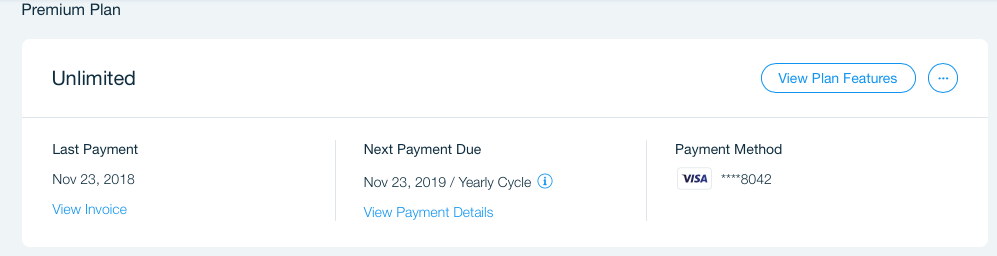 Premium Plan
Unlimited
View Plan Features
...
Last Payment
Nov 23, 2018
View Invoice
Next Payment Due
Nov 23, 2019 / Yearly Cycle i
View Payment Details
Payment Method
VISA ****8042